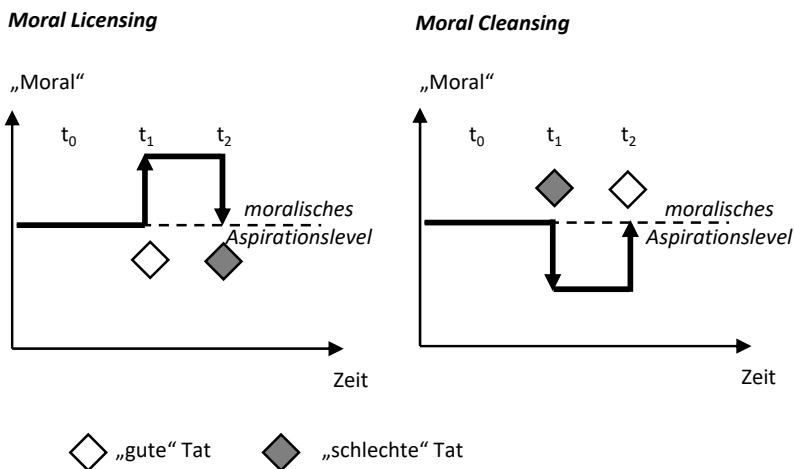 Moral Licensing
„Moral“
t0 t1 t2
moralisches
Aspirationslevel
Zeit
Moral Cleansing
„Moral“
t0 t1 t2
moralisches
Aspirationslevel
Zeit
„gute“ Tat „schlechte“ Tat